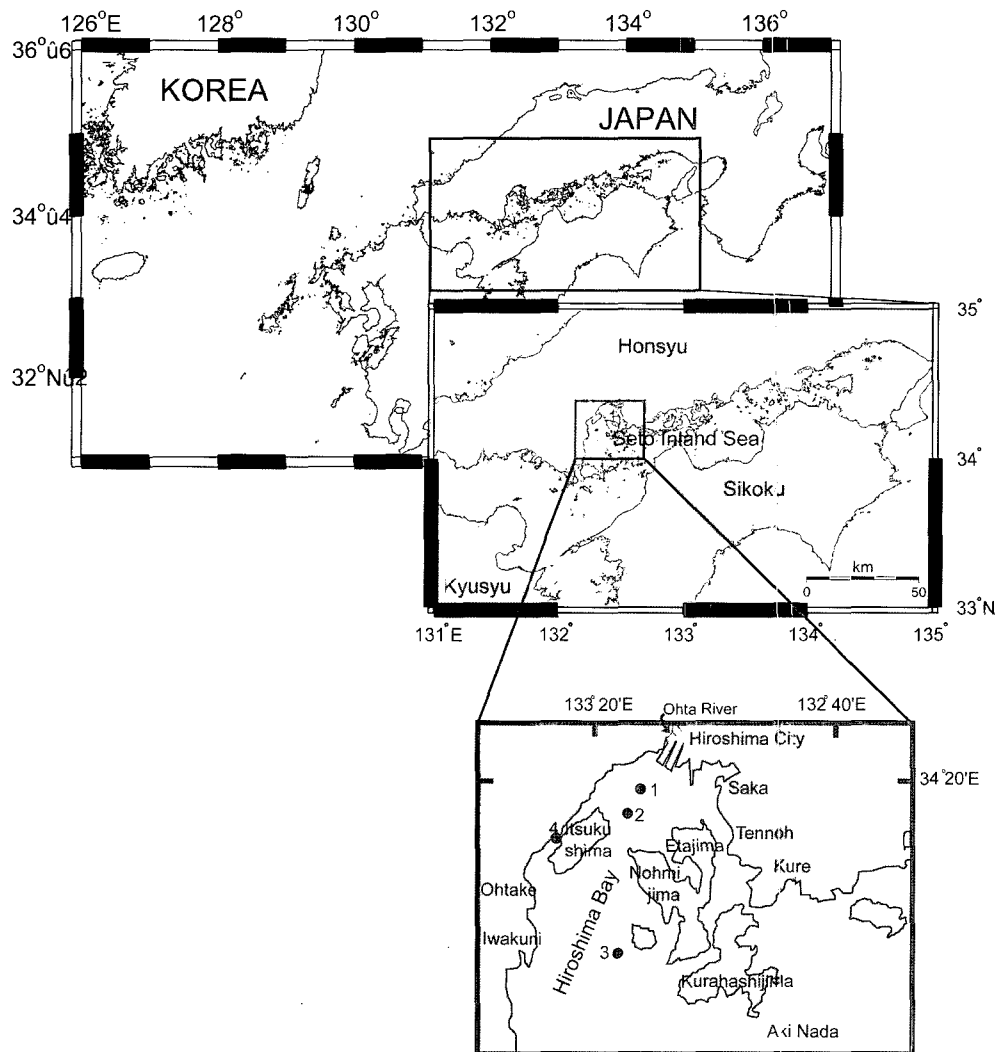 126°E 128° 130° 132° 134° 136°
36°û6
KOREA
JAPAN
34°û4
32°Nû2
35°
Honsyu
Seto Inland Sea
34°
Sikoku
km
0 50
Kyusyu
33°N
131°E 132° 133° 134° 135°
133°20'E Ohta River 132°40'E
Hiroshima City
34°20'E
1
Saka
2
Tennoh
4 Itsuku
shima
Etajima
Kure
Nohmi
jima
Ohtake
Hiroshima Bay
Iwakuni
3
Kurahashijima
Aki Nada